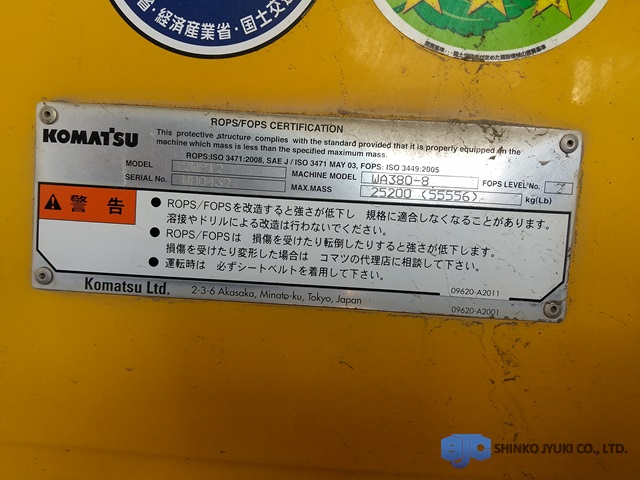 省・経済産業省・国土交通
KOMATSU
ROPS/FOPS CERTIFICATION
This protective structure complies with the standard provided that it is properly equipped on the
machine which mass is less than the specified maximum mass.
ROPS:ISO 3471:2008, SAE J / ISO 3471 MAY 03, FOPS: ISO 3449:2005
MODEL
MACHINE MODEL WA380-8 FOPS LEVEL No.
SERIAL No.
MAX.MASS 25200 (55556) kg(Lb)
警告
● ROPS/FOPSを改造すると強さが低下し 規格に適合しなくなることがあります。
溶接やドリルによる改造は行わないでください。
● ROPS/FOPSは 損傷を受けたり転倒したりすると強さが低下します。
損傷を受けたり変形した場合は コマツの代理店に相談して下さい。
● 運転時は 必ずシートベルトを着用して下さい。
09620-A2011
Komatsu Ltd. 2-3-6 Akasaka, Minato-ku, Tokyo, Japan
09620-A2001
SJC SHINKO JYUKI CO., LTD.